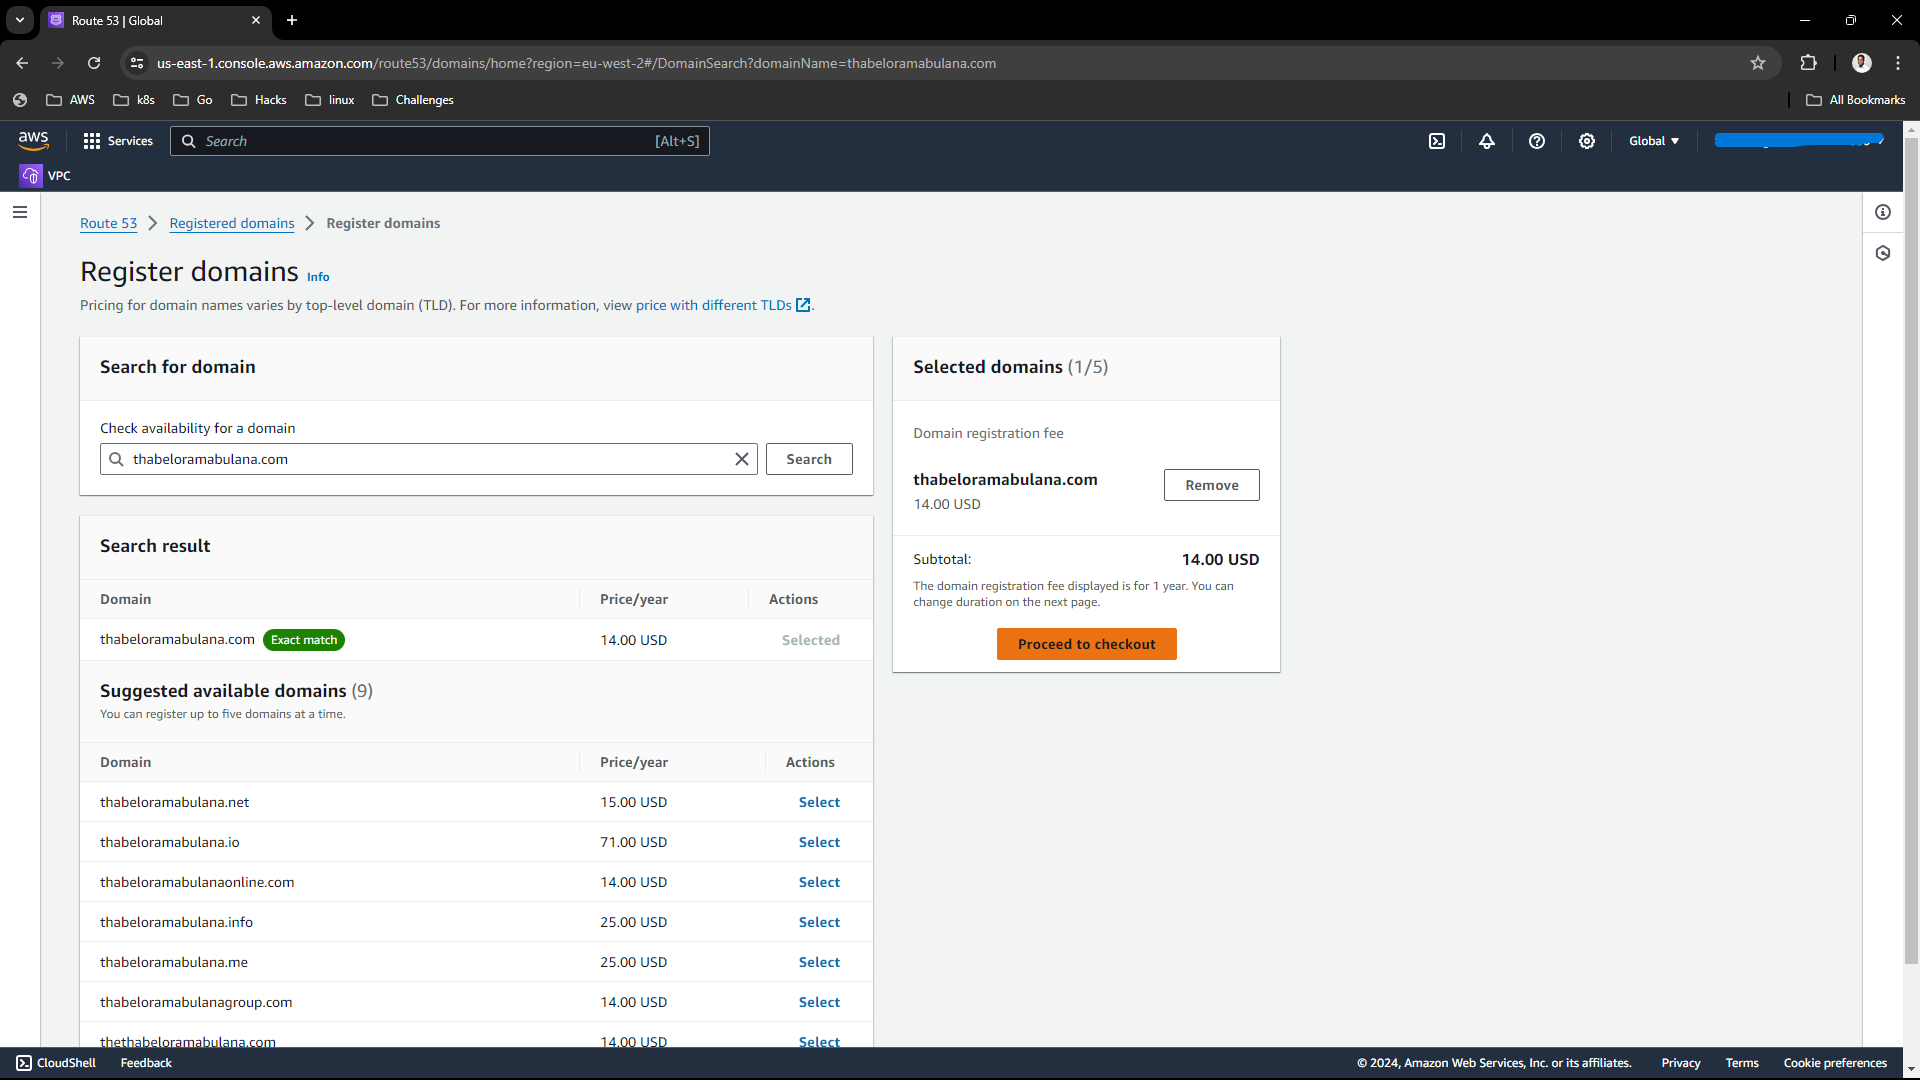 Route 53 | Global
us-east-1.console.aws.amazon.com/route53/domains/home?region=eu-west-2#/DomainSearch?domainName=thabeloramabulana.com
AWS k8s Go Hacks linux Challenges All Bookmarks
aws Services Search [Alt+S] Global
VPC
Route 53 Registered domains Register domains
Register domains Info
Pricing for domain names varies by top-level domain (TLD). For more information, view price with different TLDs.
Search for domain
Check availability for a domain
thabeloramabulana.com Search
Search result
Domain Price/year Actions
thabeloramabulana.com Exact match 14.00 USD Selected
Suggested available domains (9)
You can register up to five domains at a time.
Domain Price/year Actions
thabeloramabulana.net 15.00 USD Select
thabeloramabulana.io 71.00 USD Select
thabeloramabulanaonline.com 14.00 USD Select
thabeloramabulana.info 25.00 USD Select
thabeloramabulana.me 25.00 USD Select
thabeloramabulanagroup.com 14.00 USD Select
thethabeloramabulana.com 14.00 USD Select
Selected domains (1/5)
Domain registration fee
thabeloramabulana.com Remove
14.00 USD
Subtotal: 14.00 USD
The domain registration fee displayed is for 1 year. You can
change duration on the next page.
Proceed to checkout
CloudShell Feedback © 2024, Amazon Web Services, Inc. or its affiliates. Privacy Terms Cookie preferences